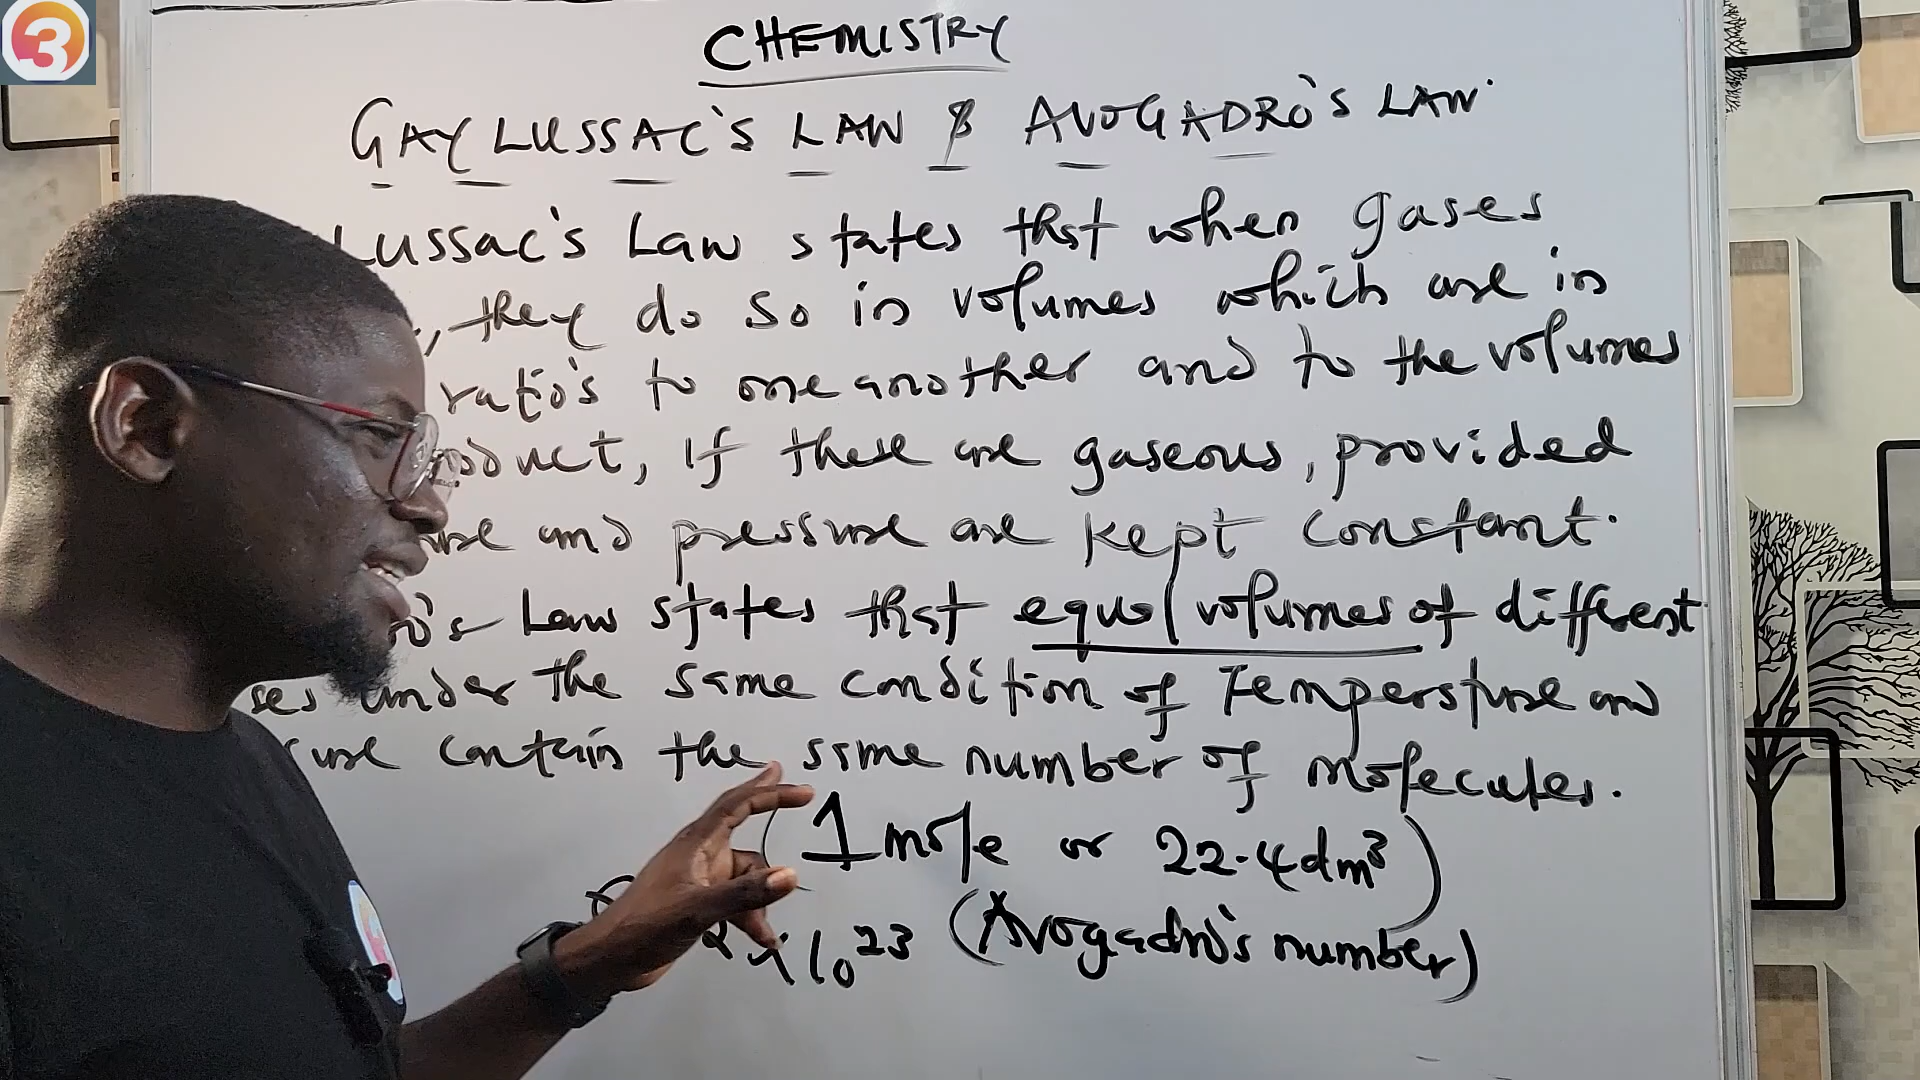 3
CHEMISTRY
GAY LUSSAC'S LAW & AVOGADRO'S LAW.
Lussac's Law states that when gases
, they do so in volumes which are in
ratio's to one another and to the volumes
product, if these are gaseous, provided
and pressure are kept constant.
Law states that equal volumes of different
under the same condition of Temperature and
contain the same number of molecules.
(1 mole or 22.4dm³)
x 10²³ (Avogadro's number)